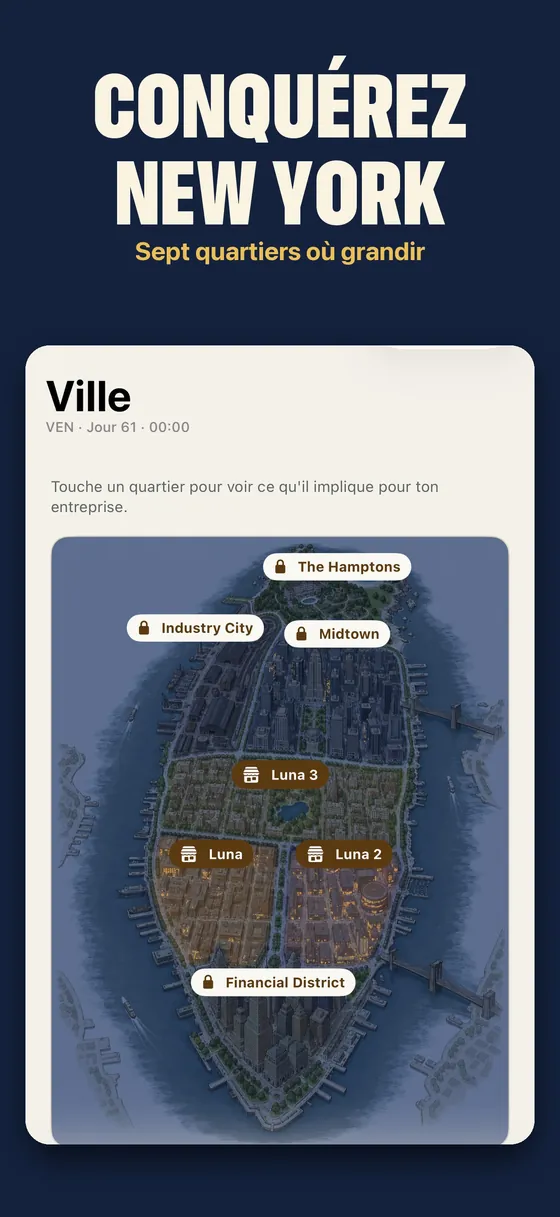 CONQUÉREZ
NEW YORK
Sept quartiers où grandir
Ville
VEN · Jour 61 · 00:00
Touche un quartier pour voir ce qu'il implique pour ton
entreprise.
The Hamptons
Industry City
Midtown
Luna 3
Luna
Luna 2
Financial District